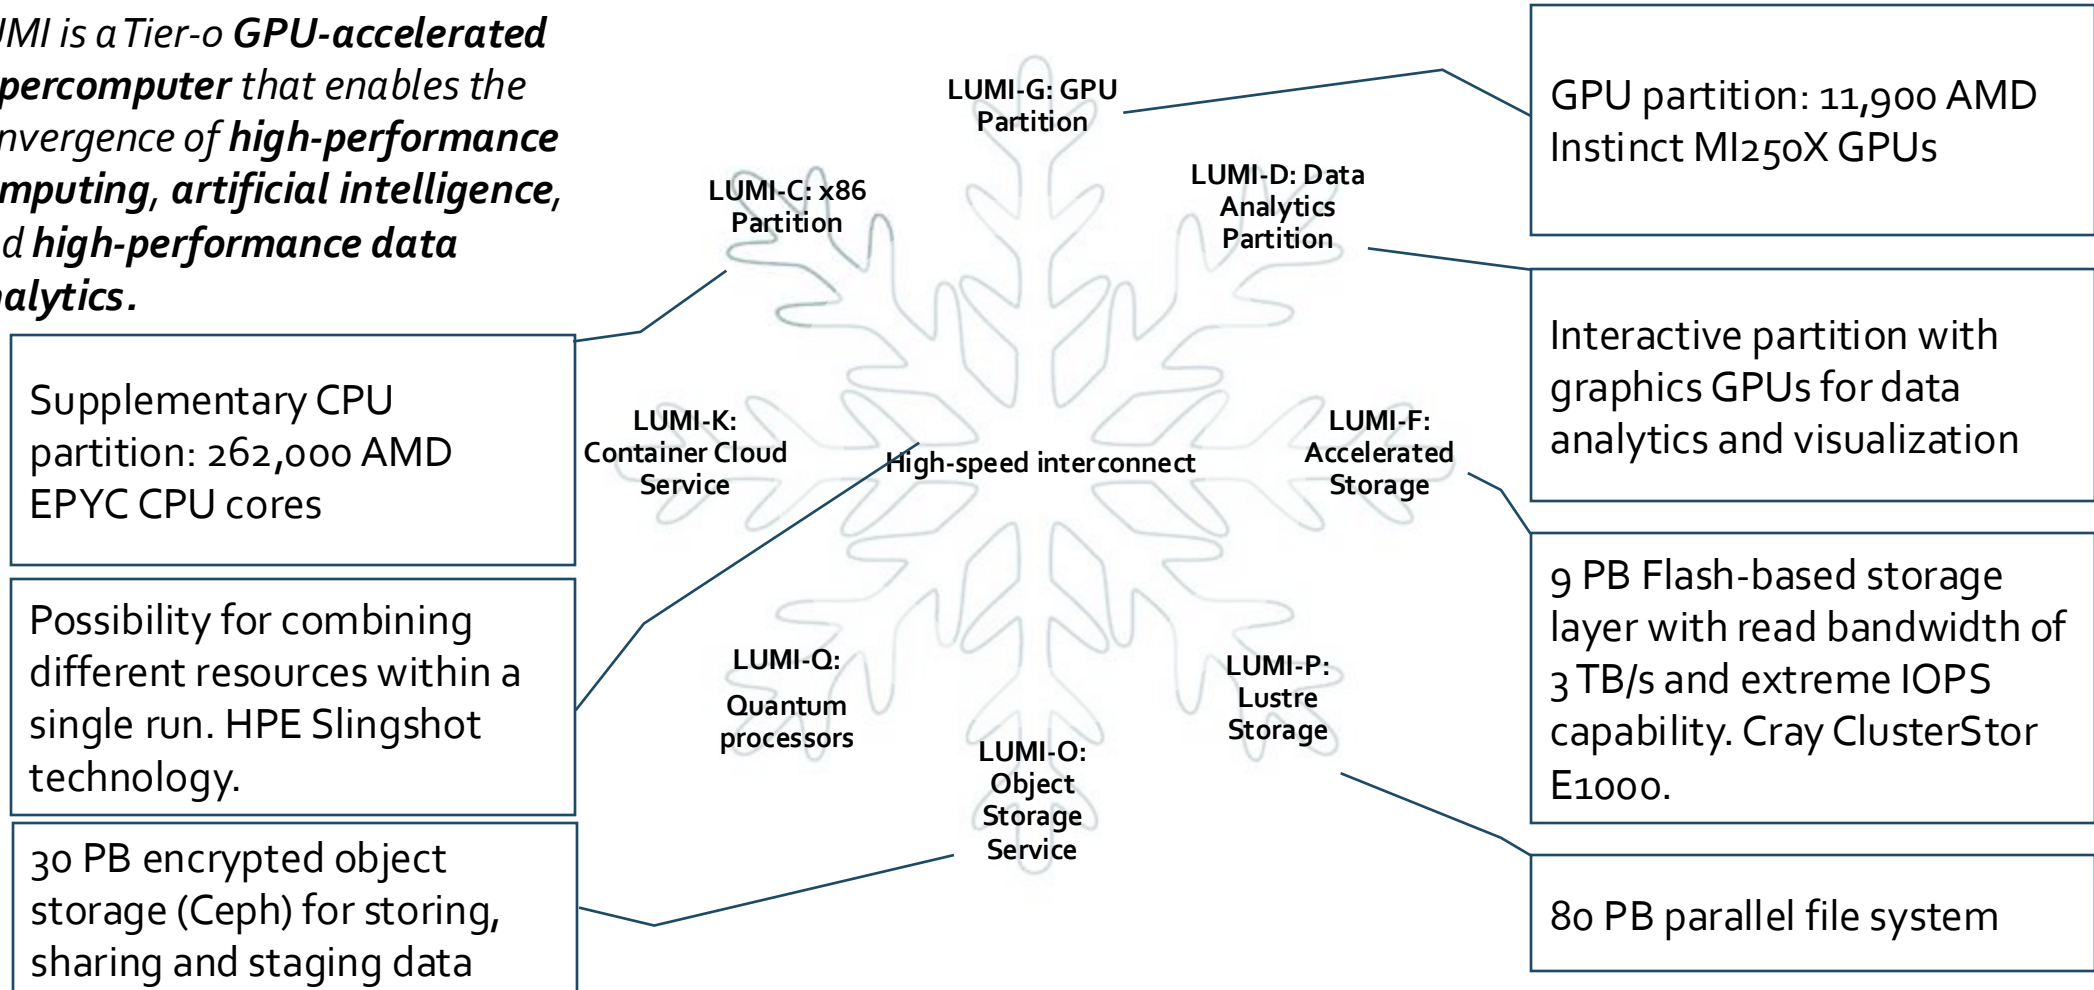 UMI is a Tier-0 GPU-accelerated
percomputer that enables the
nvergence of high-performance
mputing, artificial intelligence,
d high-performance data
alytics.
LUMI-G: GPU
Partition
GPU partition: 11,900 AMD
Instinct MI250X GPUs
LUMI-C: x86
Partition
LUMI-D: Data
Analytics
Partition
Supplementary CPU
partition: 262,000 AMD
EPYC CPU cores
Interactive partition with
graphics GPUs for data
analytics and visualization
LUMI-K:
Container Cloud
Service
High-speed interconnect
LUMI-F:
Accelerated
Storage
Possibility for combining
different resources within a
single run. HPE Slingshot
technology.
9 PB Flash-based storage
layer with read bandwidth of
3 TB/s and extreme IOPS
capability. Cray ClusterStor
E1000.
LUMI-Q:
Quantum
processors
LUMI-P:
Lustre
Storage
LUMI-O:
Object
Storage
Service
30 PB encrypted object
storage (Ceph) for storing,
sharing and staging data
80 PB parallel file system